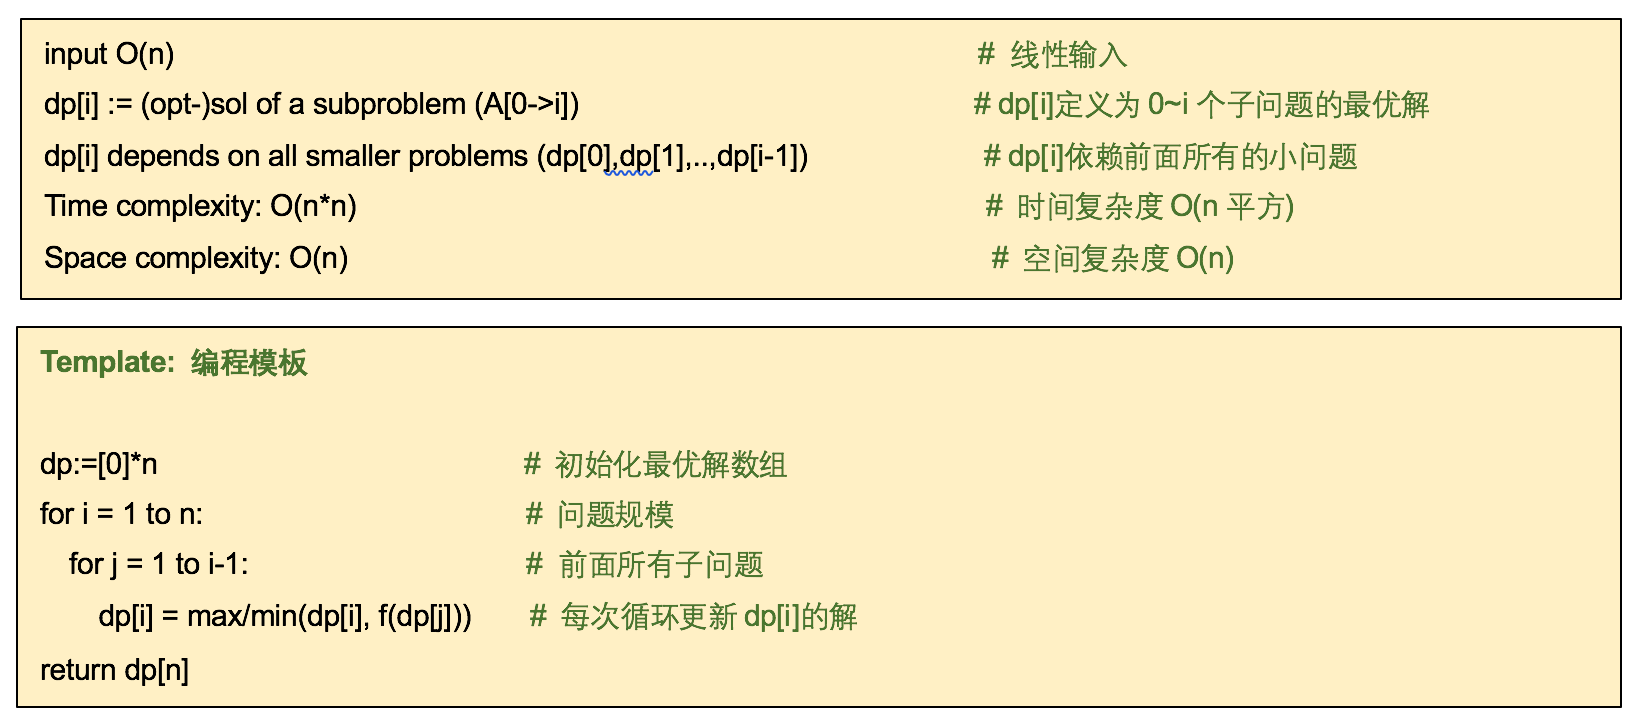 input O(n) # 线性输入
dp[i] := (opt-)sol of a subproblem (A[0->i]) # dp[i]定义为 0~i 个子问题的最优解
dp[i] depends on all smaller problems (dp[0],dp[1],..,dp[i-1]) # dp[i]依赖前面所有的小问题
Time complexity: O(n*n) # 时间复杂度 O(n 平方)
Space complexity: O(n) # 空间复杂度 O(n)
Template: 编程模板
dp:=[0]*n # 初始化最优解数组
for i = 1 to n: # 问题规模
for j = 1 to i-1: # 前面所有子问题
dp[i] = max/min(dp[i], f(dp[j])) # 每次循环更新 dp[i]的解
return dp[n]